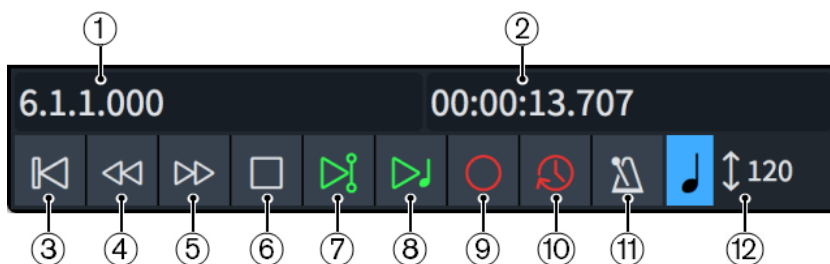 ① ②
6.1.1.000 00:00:13.707
120
③ ④ ⑤ ⑥ ⑦ ⑧ ⑨ ⑩ ⑪ ⑫